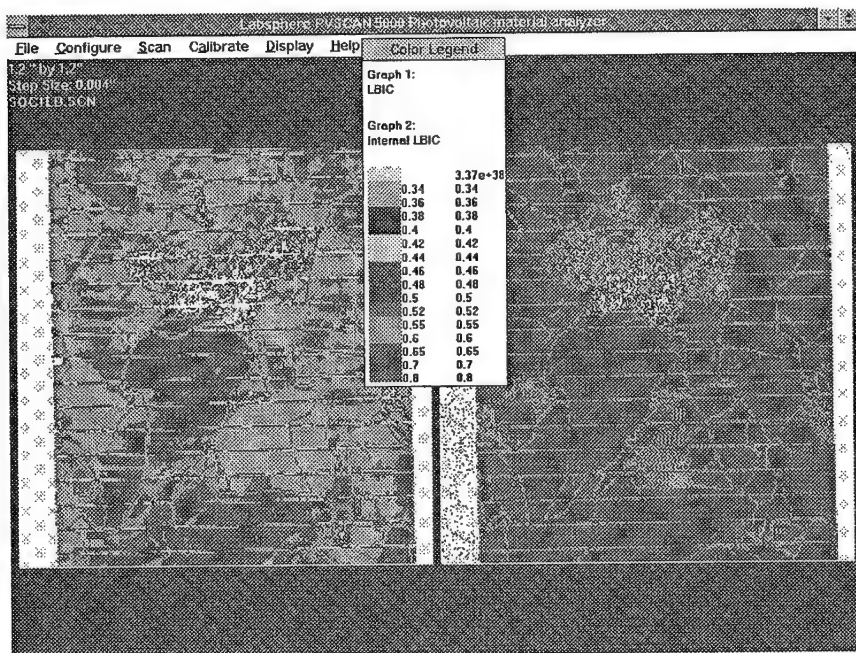 Labsphere PVSCAN 5000 Photovoltaic material analyzer
File Configure Scan Calibrate Display Help
1.2" by 1.2"
Step Size: 0.004"
SOCILB.SCN
Color Legend
Graph 1:
LBIC
Graph 2:
Internal LBIC
3.37e+38
0.34 0.34
0.36 0.36
0.38 0.38
0.4 0.4
0.42 0.42
0.44 0.44
0.46 0.46
0.48 0.48
0.5 0.5
0.52 0.52
0.55 0.55
0.6 0.6
0.65 0.65
0.7 0.7
0.8 0.8